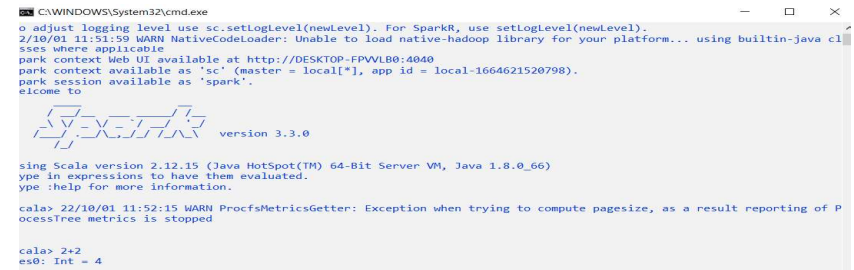 C:\WINDOWS\System32\cmd.exe
o adjust logging level use sc.setLogLevel(newLevel). For SparkR, use setLogLevel(newLevel).
2/10/01 11:51:59 WARN NativeCodeLoader: Unable to load native-hadoop library for your platform... using builtin-java cl
sses where applicable
park context Web UI available at http://DESKTOP-FPVVLB0:4040
park context available as 'sc' (master = local[*], app id = local-1664621520798).
park session available as 'spark'.
elcome to
Spark version 3.3.0
sing Scala version 2.12.15 (Java HotSpot(TM) 64-Bit Server VM, Java 1.8.0_66)
ype in expressions to have them evaluated.
ype :help for more information.
cala> 22/10/01 11:52:15 WARN ProcfsMetricsGetter: Exception when trying to compute pagesize, as a result reporting of P
ocessTree metrics is stopped
cala> 2+2
es0: Int = 4